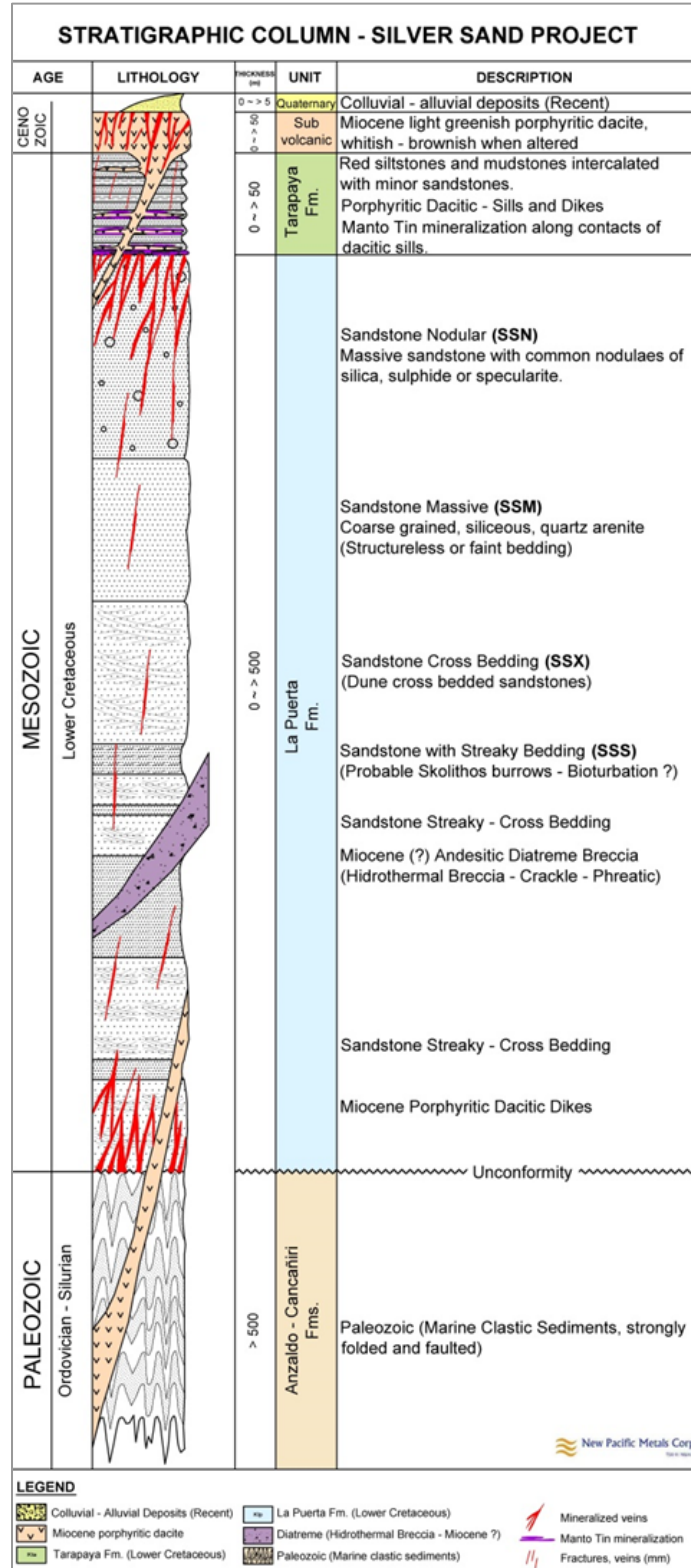 STRATIGRAPHIC COLUMN - SILVER SAND PROJECT
AGE
LITHOLOGY
THICKNESS
(m)
UNIT
DESCRIPTION
CENO
ZOIC
0 ~ > 5
Quaternary
Colluvial - alluvial deposits (Recent)
0 ~ > 50
Sub
volcanic
Miocene light greenish porphyritic dacite,
whitish - brownish when altered
MESOZOIC
Lower Cretaceous
0 ~ > 50
Tarapaya
Fm.
Red siltstones and mudstones intercalated
with minor sandstones.
Porphyritic Dacitic - Sills and Dikes
Manto Tin mineralization along contacts of
dacitic sills.
0 ~ > 500
La Puerta
Fm.
Sandstone Nodular (SSN)
Massive sandstone with common nodulaes of
silica, sulphide or specularite.
Sandstone Massive (SSM)
Coarse grained, siliceous, quartz arenite
(Structureless or faint bedding)
Sandstone Cross Bedding (SSX)
(Dune cross bedded sandstones)
Sandstone with Streaky Bedding (SSS)
(Probable Skolithos burrows - Bioturbation ?)
Sandstone Streaky - Cross Bedding
Miocene (?) Andesitic Diatreme Breccia
(Hidrothermal Breccia - Crackle - Phreatic)
Sandstone Streaky - Cross Bedding
Miocene Porphyritic Dacitic Dikes
Unconformity
PALEOZOIC
Ordovician - Silurian
> 500
Anzaldo - Cancañiri
Fms.
Paleozoic (Marine Clastic Sediments, strongly
folded and faulted)
New Pacific Metals Corp
LEGEND
Colluvial - Alluvial Deposits (Recent)
Miocene porphyritic dacite
Tarapaya Fm. (Lower Cretaceous)
La Puerta Fm. (Lower Cretaceous)
Diatreme (Hidrothermal Breccia - Miocene ?)
Paleozoic (Marine clastic sediments)
Mineralized veins
Manto Tin mineralization
Fractures, veins (mm)